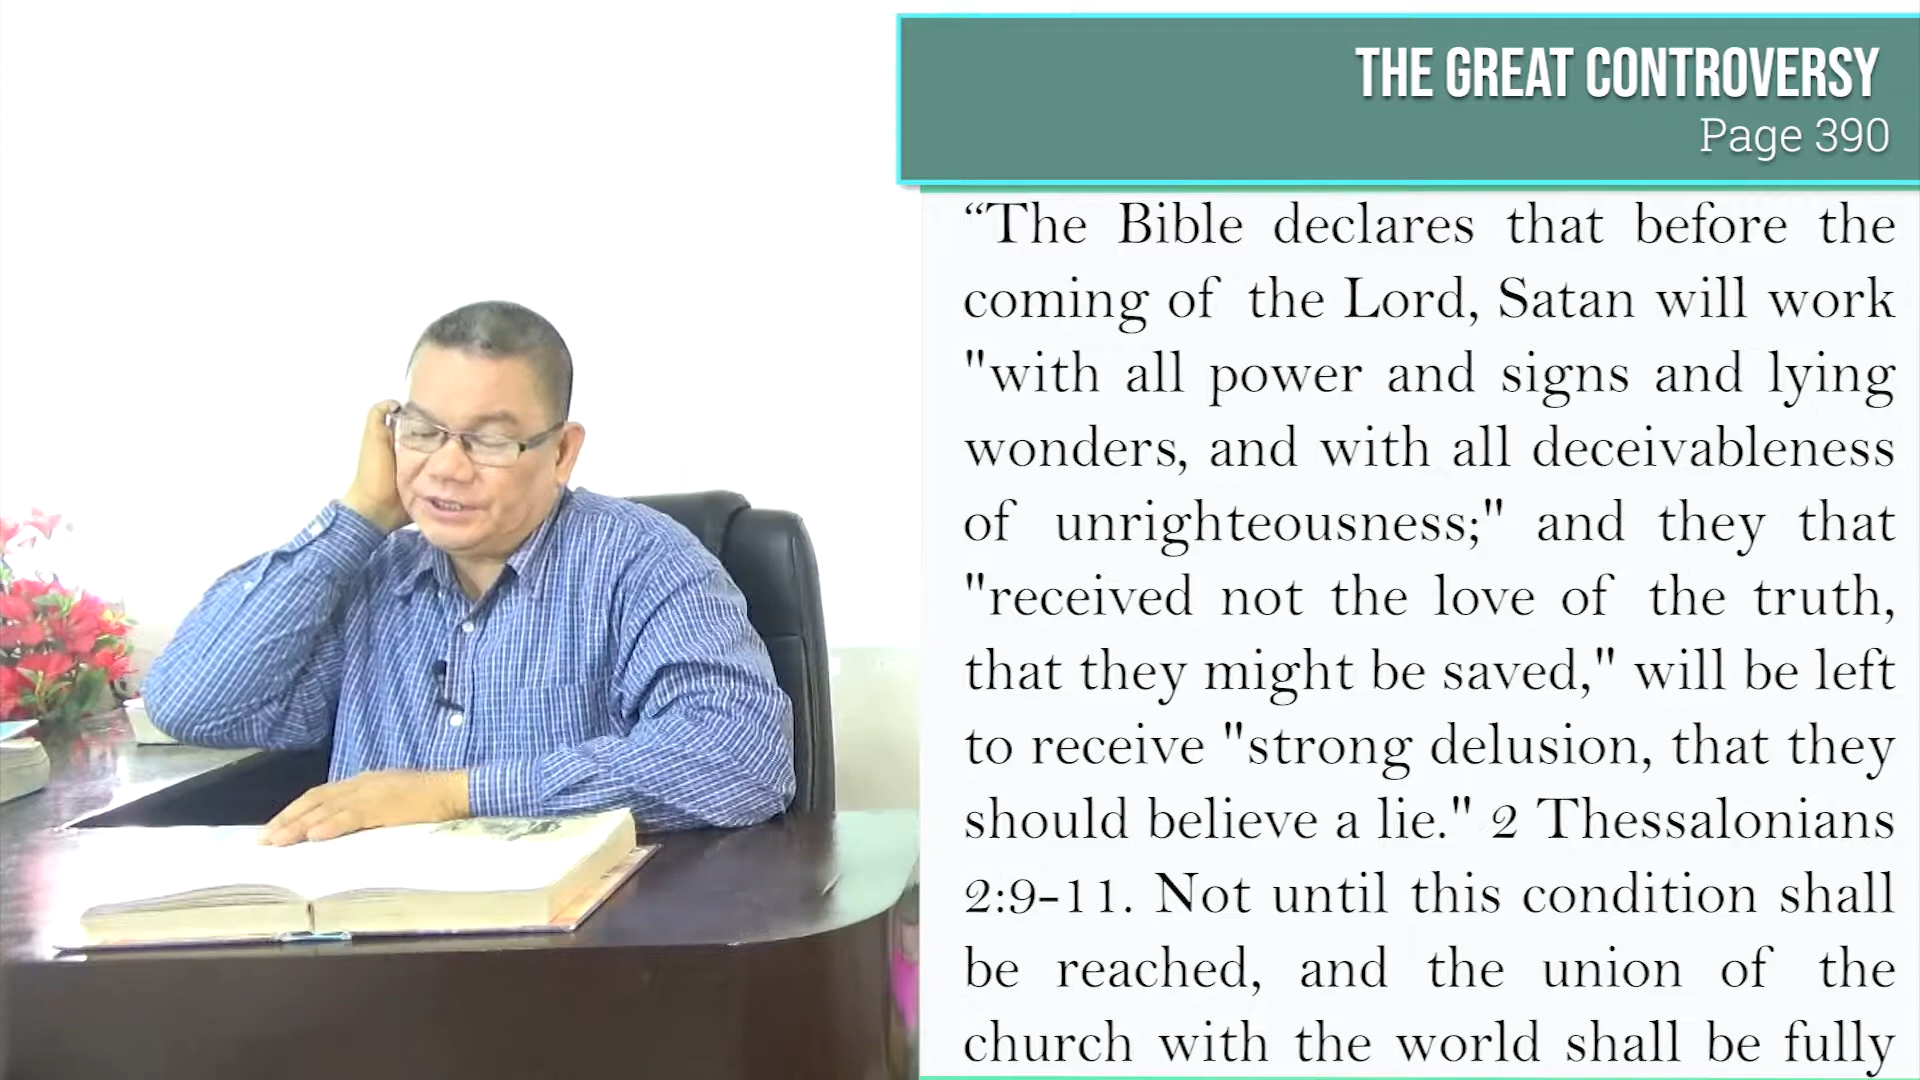 THE GREAT CONTROVERSY
Page 390
“The Bible declares that before the
coming of the Lord, Satan will work
"with all power and signs and lying
wonders, and with all deceivableness
of unrighteousness;" and they that
"received not the love of the truth,
that they might be saved," will be left
to receive "strong delusion, that they
should believe a lie." 2 Thessalonians
2:9-11. Not until this condition shall
be reached, and the union of the
church with the world shall be fully